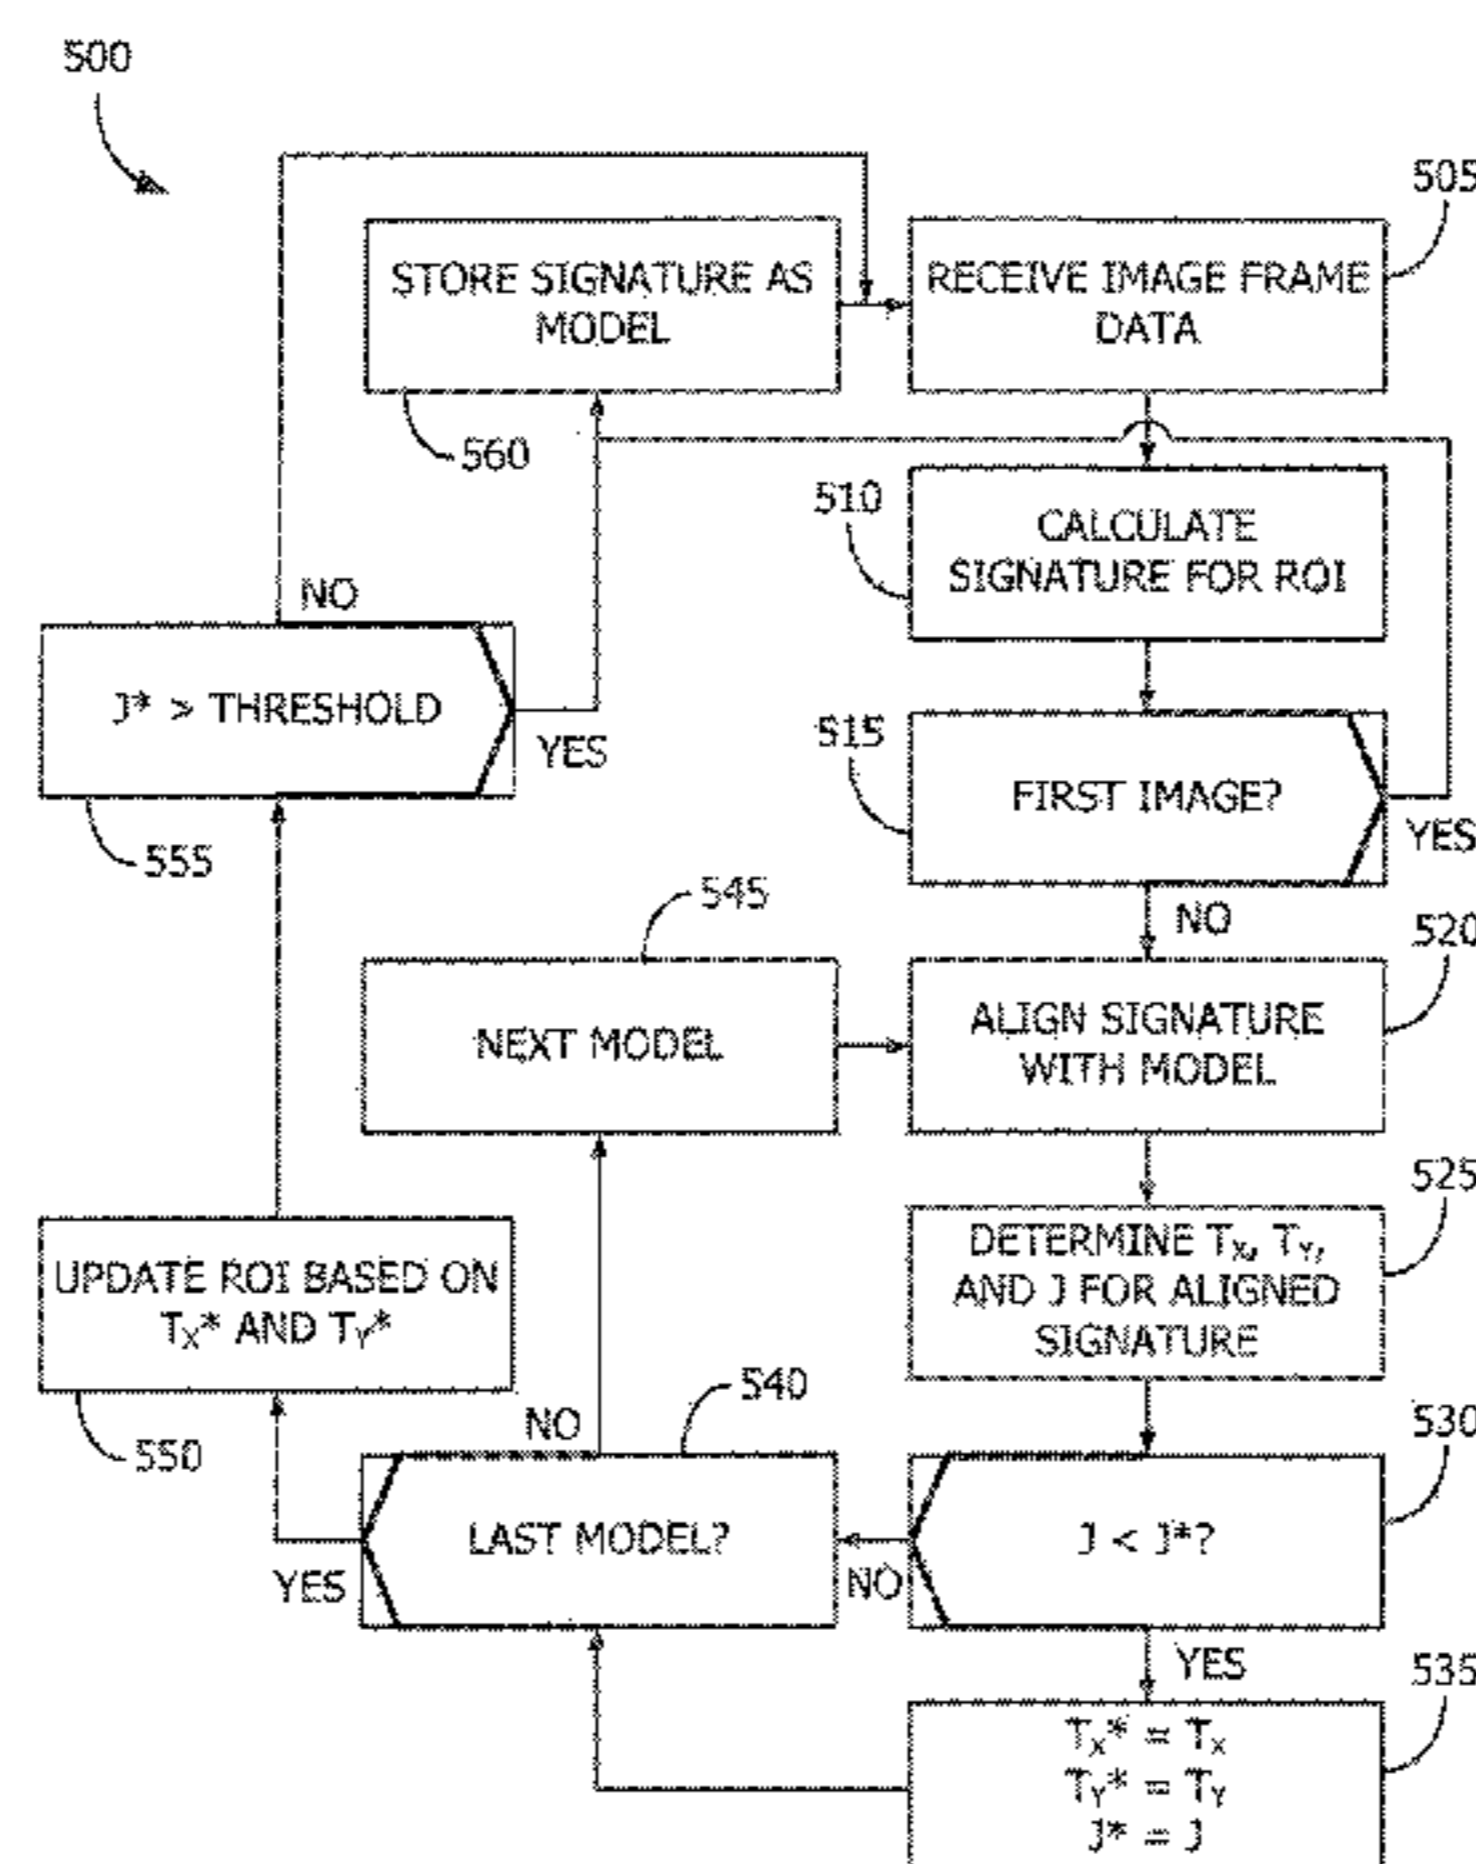 500
505
STORE SIGNATURE AS
MODEL
RECEIVE IMAGE FRAME
DATA
560
510
CALCULATE
SIGNATURE FOR ROI
NO
J* > THRESHOLD
YES
555
515
FIRST IMAGE?
YES
NO
545
520
NEXT MODEL
ALIGN SIGNATURE
WITH MODEL
525
UPDATE ROI BASED ON
TX* AND TY*
DETERMINE TX, TY,
AND J FOR ALIGNED
SIGNATURE
550
540
530
NO
LAST MODEL?
YES
J < J*?
NO
YES
535
TX* = TX
TY* = TY
J* = J